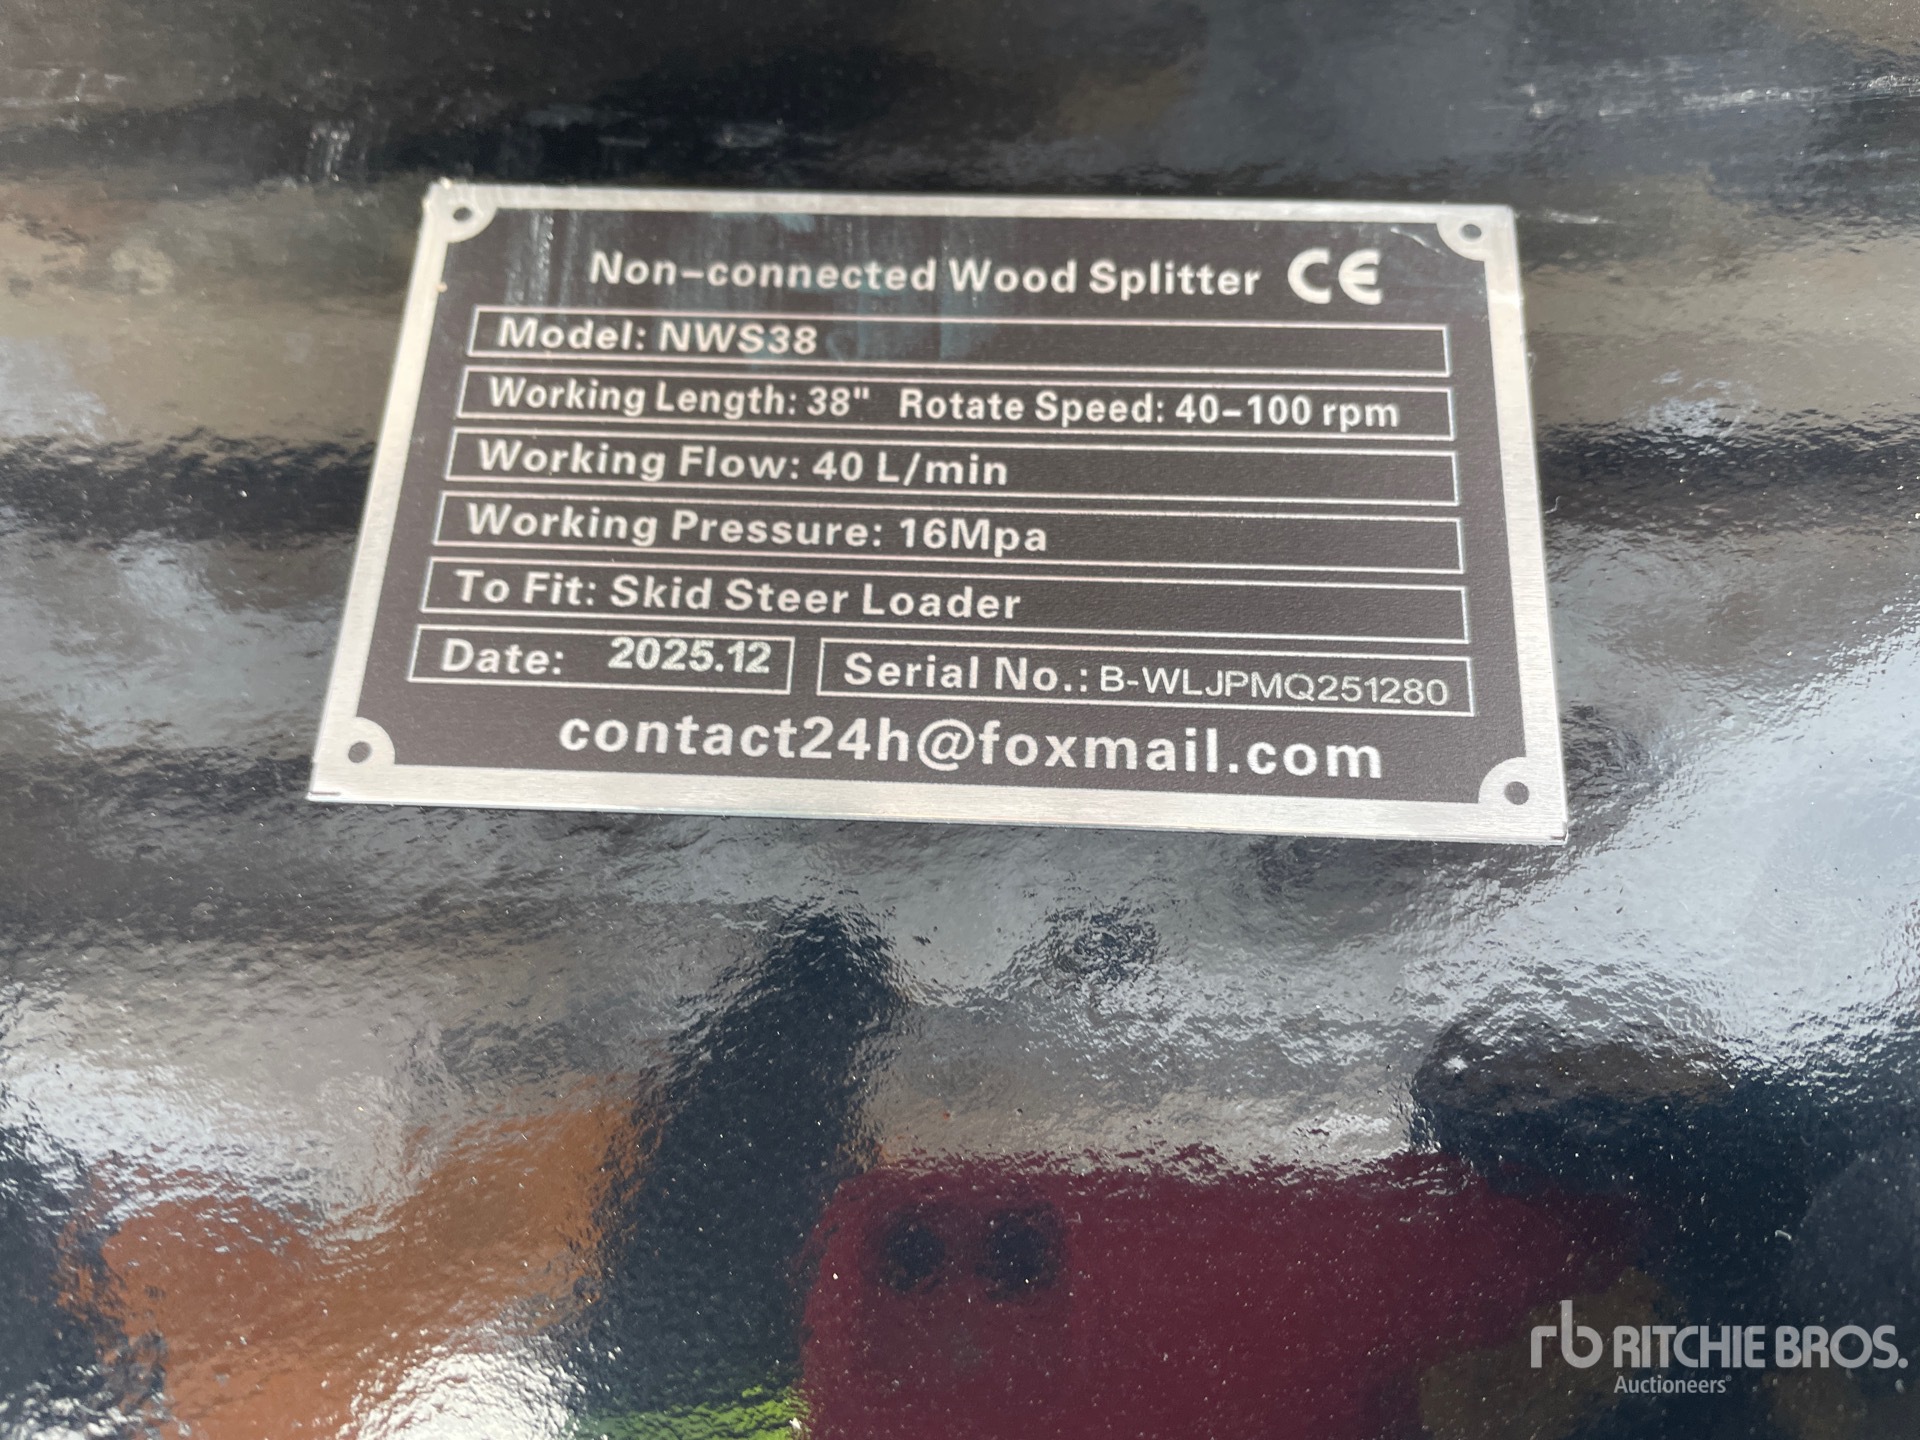 Non-connected Wood Splitter CE
Model: NWS38
Working Length: 38" Rotate Speed: 40-100 rpm
Working Flow: 40 L/min
Working Pressure: 16Mpa
To Fit: Skid Steer Loader
Date: 2025.12 Serial No.: B-WLJPMQ251280
contact24h@foxmail.com
rb RITCHIE BROS.
Auctioneers